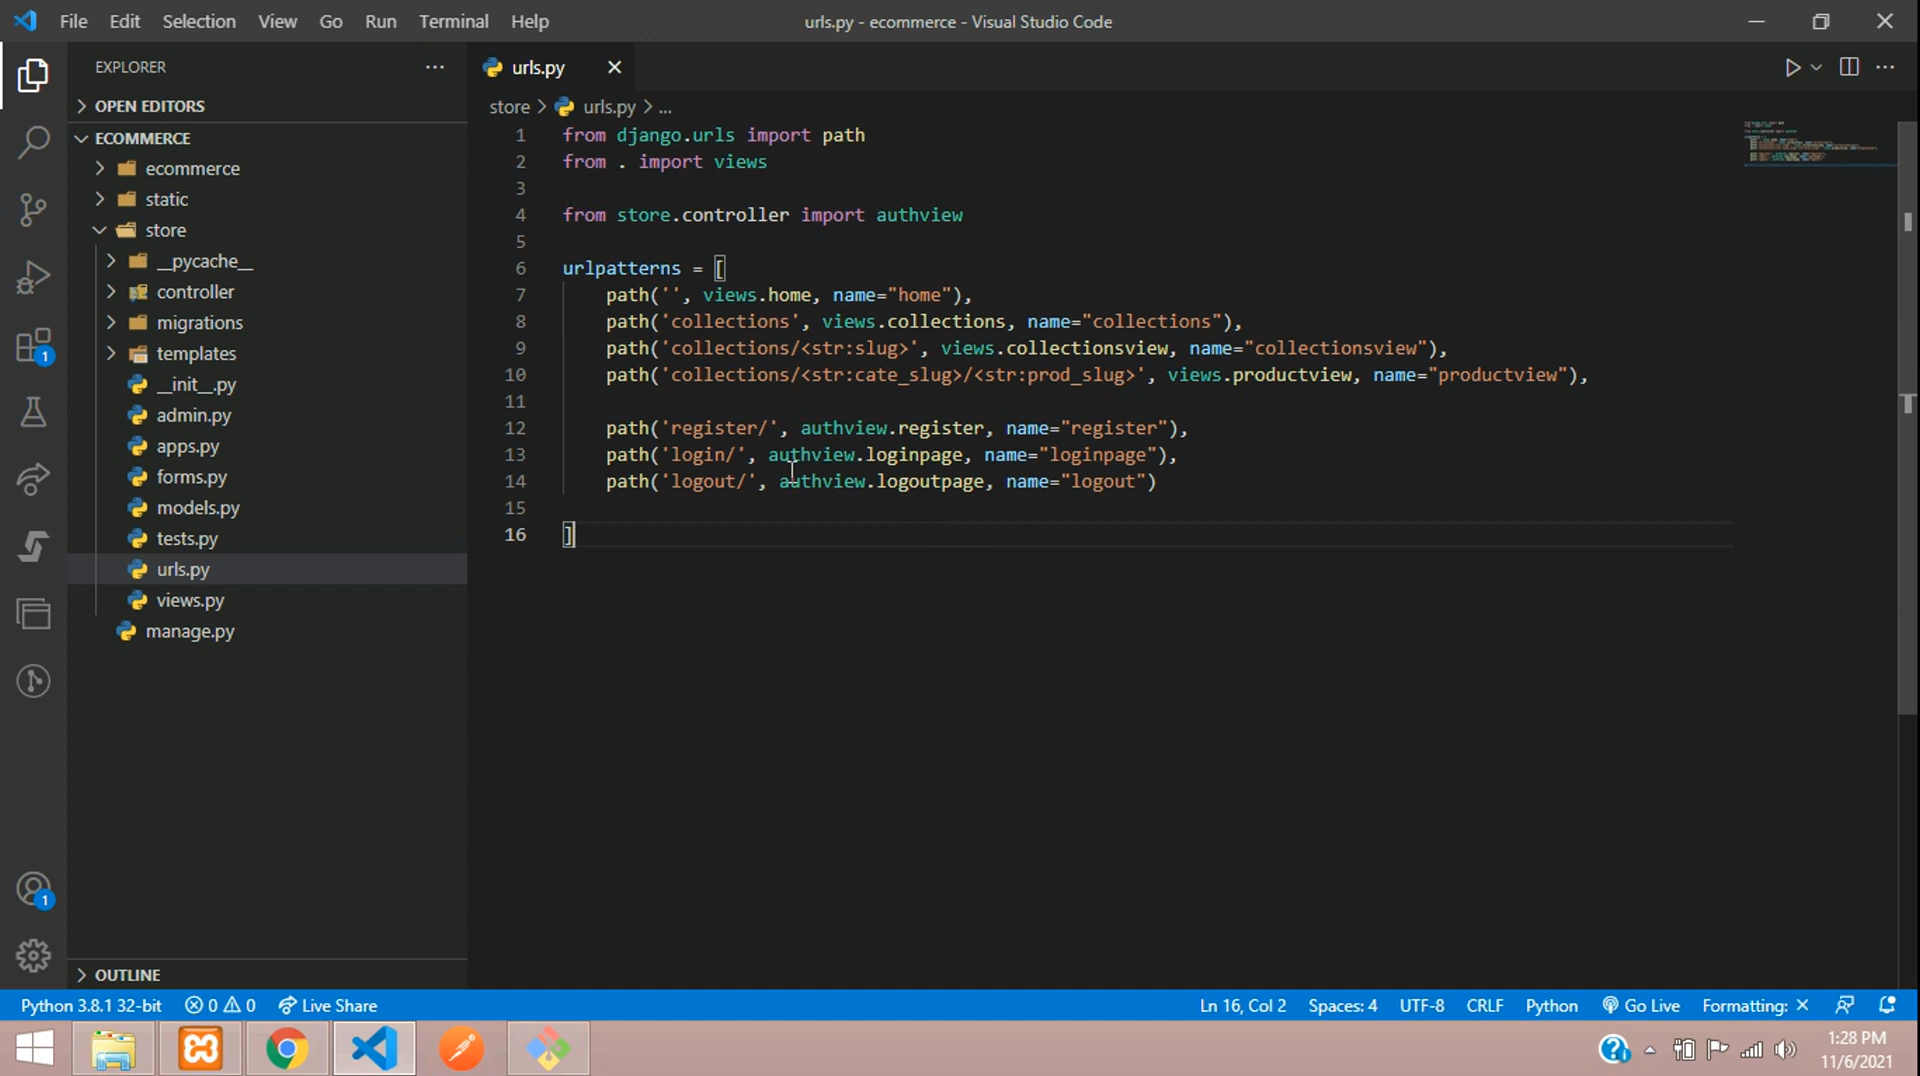 File Edit Selection View Go Run Terminal Help
urls.py - ecommerce - Visual Studio Code
EXPLORER
OPEN EDITORS
ECOMMERCE
ecommerce
static
store
__pycache__
controller
migrations
templates
__init__.py
admin.py
apps.py
forms.py
models.py
tests.py
urls.py
views.py
manage.py
OUTLINE
urls.py
store > urls.py > ...
1 from django.urls import path
2 from . import views
3
4 from store.controller import authview
5
6 urlpatterns = [
7 path('', views.home, name="home"),
8 path('collections', views.collections, name="collections"),
9 path('collections/<str:slug>', views.collectionsview, name="collectionsview"),
10 path('collections/<str:cate_slug>/<str:prod_slug>', views.productview, name="productview"),
11
12 path('register/', authview.register, name="register"),
13 path('login/', authview.loginpage, name="loginpage"),
14 path('logout/', authview.logoutpage, name="logout")
15
16 ]
1
1
Python 3.8.1 32-bit 0 0 Live Share
Ln 16, Col 2 Spaces: 4 UTF-8 CRLF Python Go Live Formatting: ×
1:28 PM
11/6/2021